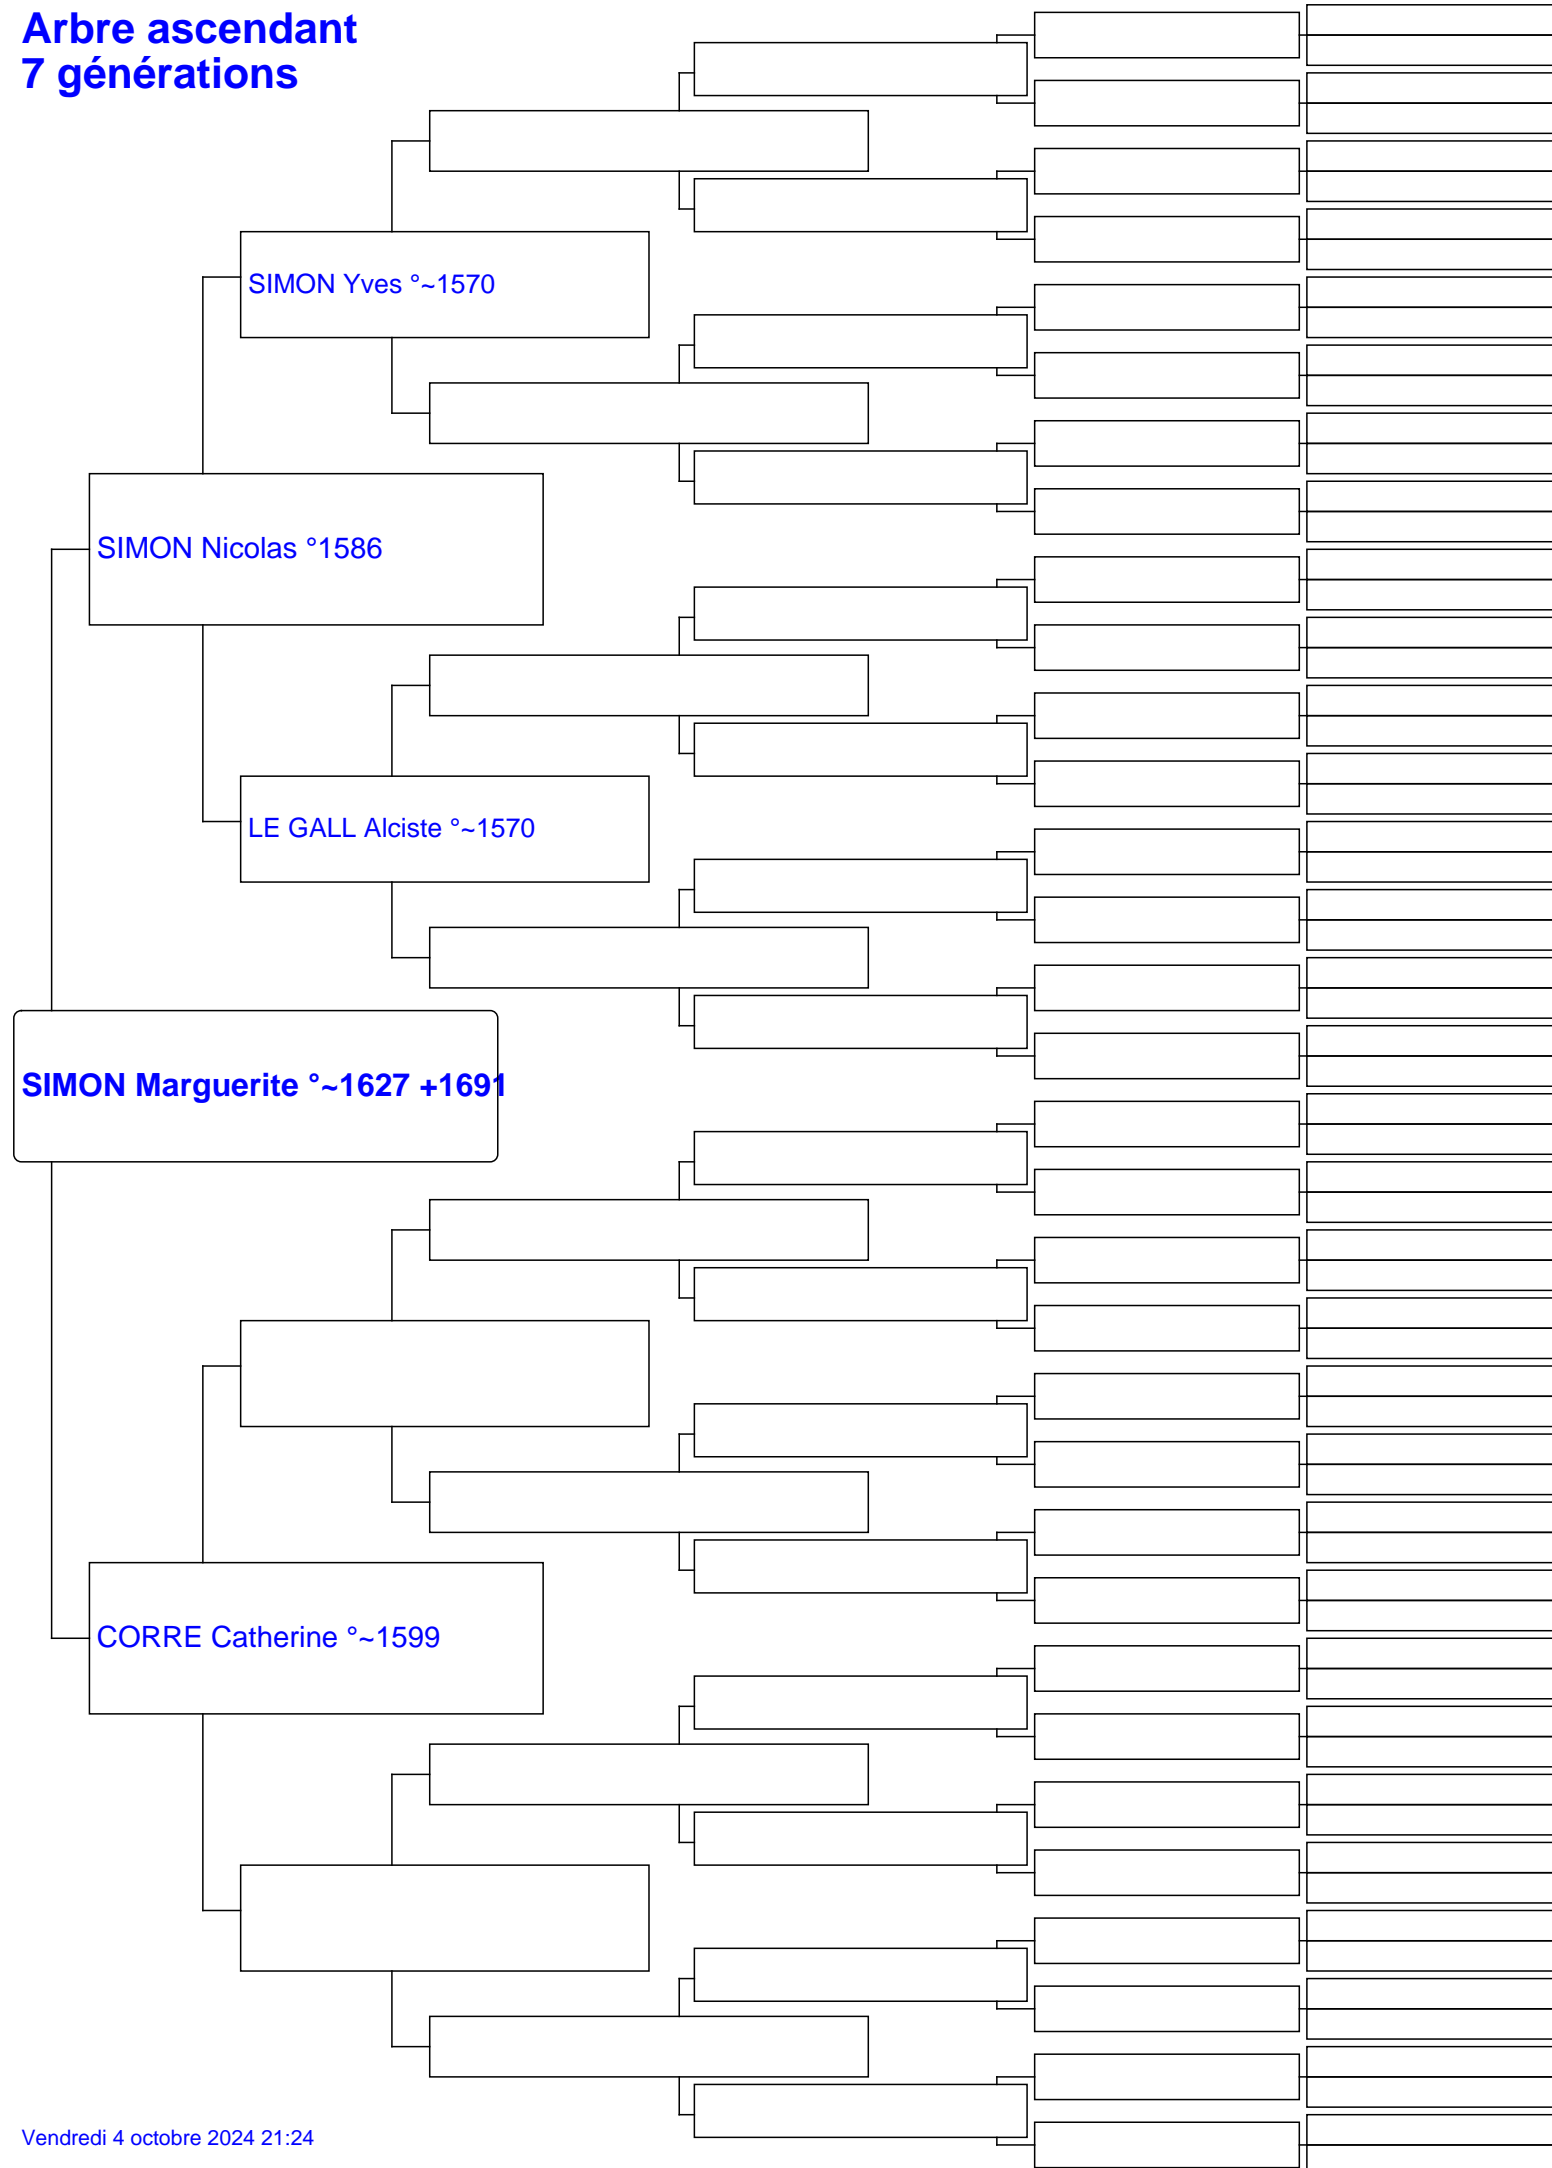 Arbre ascendant
7 générations
SIMON Yves °~1570
SIMON Nicolas °1586
LE GALL Alciste °~1570
SIMON Marguerite °~1627 +1691
CORRE Catherine °~1599
Vendredi 4 octobre 2024 21:24